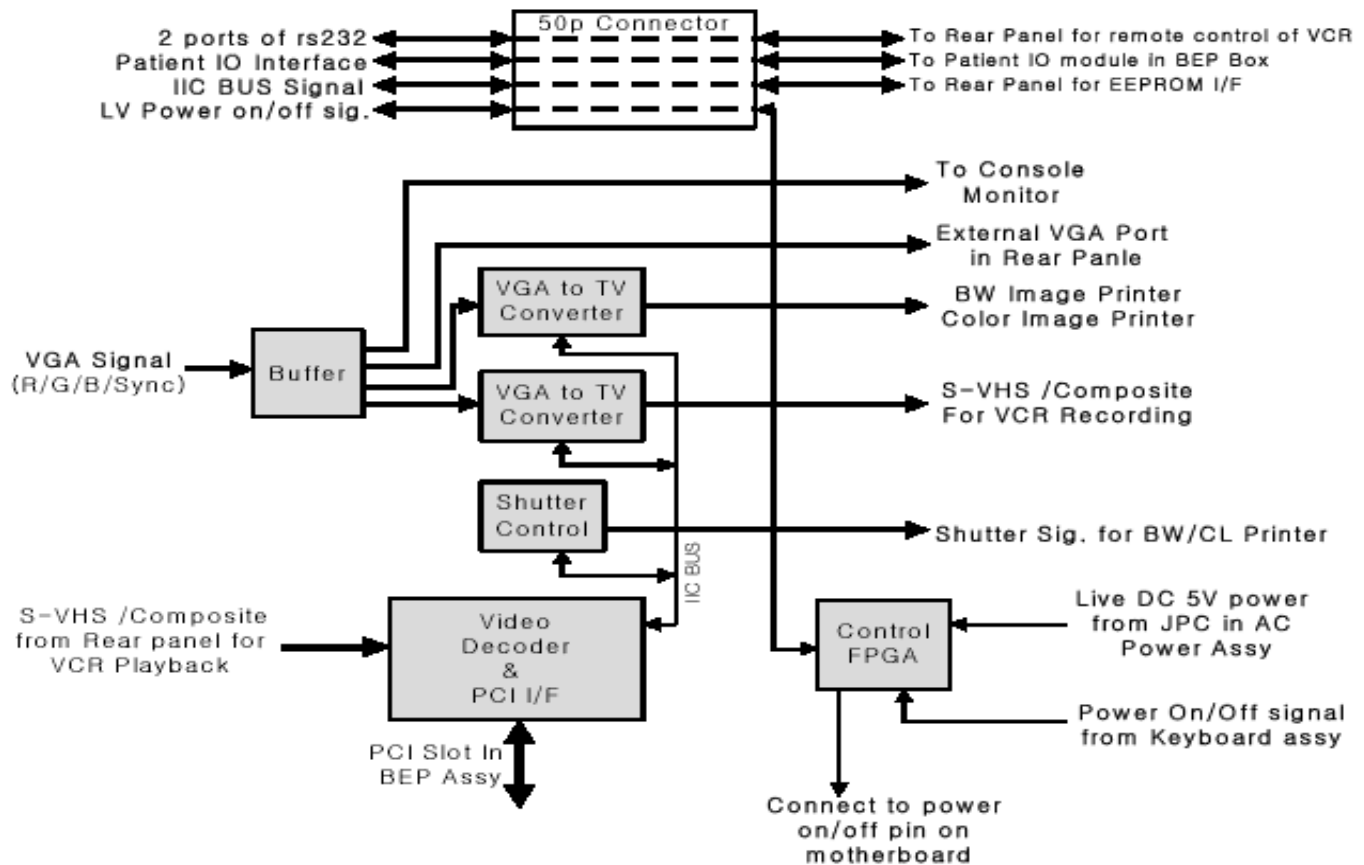 50p Connector
2 ports of rs232
Patient IO Interface
IIC BUS Signal
LV Power on/off sig.
To Rear Panel for remote control of VCR
To Patient IO module in BEP Box
To Rear Panel for EEPROM I/F
To Console
Monitor
External VGA Port
in Rear Panle
VGA to TV
Converter
BW Image Printer
Color Image Printer
VGA Signal
(R/G/B/Sync)
Buffer
VGA to TV
Converter
S-VHS /Composite
For VCR Recording
Shutter
Control
Shutter Sig. for BW/CL Printer
IIC BUS
S-VHS /Composite
from Rear panel for
VCR Playback
Video
Decoder
&
PCI I/F
Control
FPGA
Live DC 5V power
from JPC in AC
Power Assy
Power On/Off signal
from Keyboard assy
PCI Slot In
BEP Assy
Connect to power
on/off pin on
motherboard